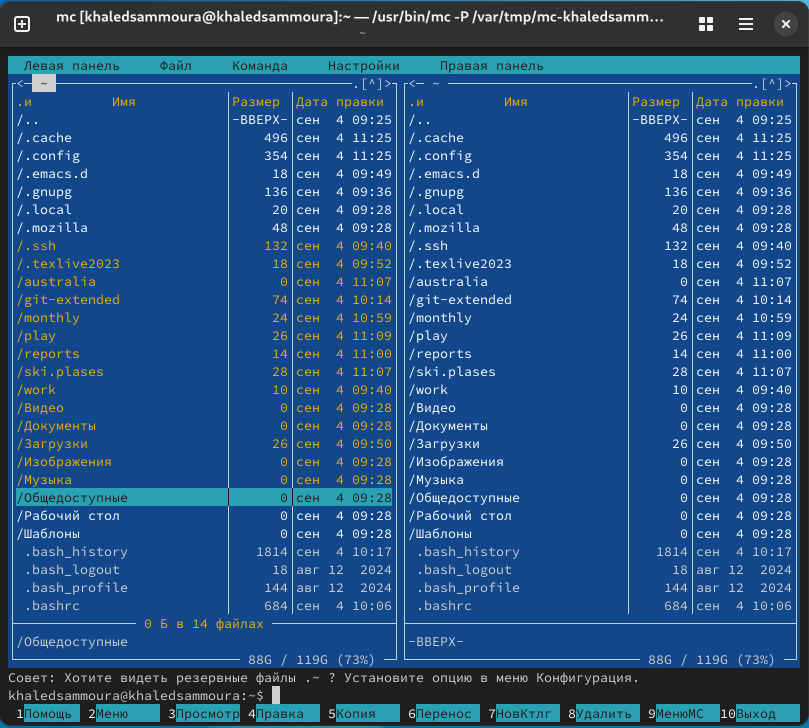 mc [khaledsammoura@khaledsammoura]:~ — /usr/bin/mc -P /var/tmp/mc-khaledsamm...
~
Левая панель Файл Команда Настройки Правая панель
<─ ~ .[^]> <─ ~ .[^]>
.и Имя Размер Дата правки .и Имя Размер Дата правки
/.. -ВВЕРХ- сен 4 09:25 /.. -ВВЕРХ- сен 4 09:25
/.cache 496 сен 4 11:25 /.cache 496 сен 4 11:25
/.config 354 сен 4 11:25 /.config 354 сен 4 11:25
/.emacs.d 18 сен 4 09:49 /.emacs.d 18 сен 4 09:49
/.gnupg 136 сен 4 09:36 /.gnupg 136 сен 4 09:36
/.local 20 сен 4 09:28 /.local 20 сен 4 09:28
/.mozilla 48 сен 4 09:28 /.mozilla 48 сен 4 09:28
/.ssh 132 сен 4 09:40 /.ssh 132 сен 4 09:40
/.texlive2023 18 сен 4 09:52 /.texlive2023 18 сен 4 09:52
/australia 0 сен 4 11:07 /australia 0 сен 4 11:07
/git-extended 74 сен 4 10:14 /git-extended 74 сен 4 10:14
/monthly 24 сен 4 10:59 /monthly 24 сен 4 10:59
/play 26 сен 4 11:09 /play 26 сен 4 11:09
/reports 14 сен 4 11:00 /reports 14 сен 4 11:00
/ski.plases 28 сен 4 11:07 /ski.plases 28 сен 4 11:07
/work 10 сен 4 09:40 /work 10 сен 4 09:40
/Видео 0 сен 4 09:28 /Видео 0 сен 4 09:28
/Документы 0 сен 4 09:28 /Документы 0 сен 4 09:28
/Загрузки 26 сен 4 09:50 /Загрузки 26 сен 4 09:50
/Изображения 0 сен 4 09:28 /Изображения 0 сен 4 09:28
/Музыка 0 сен 4 09:28 /Музыка 0 сен 4 09:28
/Общедоступные 0 сен 4 09:28 /Общедоступные 0 сен 4 09:28
/Рабочий стол 0 сен 4 09:28 /Рабочий стол 0 сен 4 09:28
/Шаблоны 0 сен 4 09:28 /Шаблоны 0 сен 4 09:28
.bash_history 1814 сен 4 10:17 .bash_history 1814 сен 4 10:17
.bash_logout 18 авг 12 2024 .bash_logout 18 авг 12 2024
.bash_profile 144 авг 12 2024 .bash_profile 144 авг 12 2024
.bashrc 684 сен 4 10:06 .bashrc 684 сен 4 10:06
0 Б в 14 файлах
/Общедоступные -ВВЕРХ-
88G / 119G (73%) 88G / 119G (73%)
Совет: Хотите видеть резервные файлы .~ ? Установите опцию в меню Конфигурация.
khaledsammoura@khaledsammoura:~$
1Помощь 2Меню 3Просмотр 4Правка 5Копия 6Перенос 7НовКтлг 8Удалить 9МенюМС 10Выход